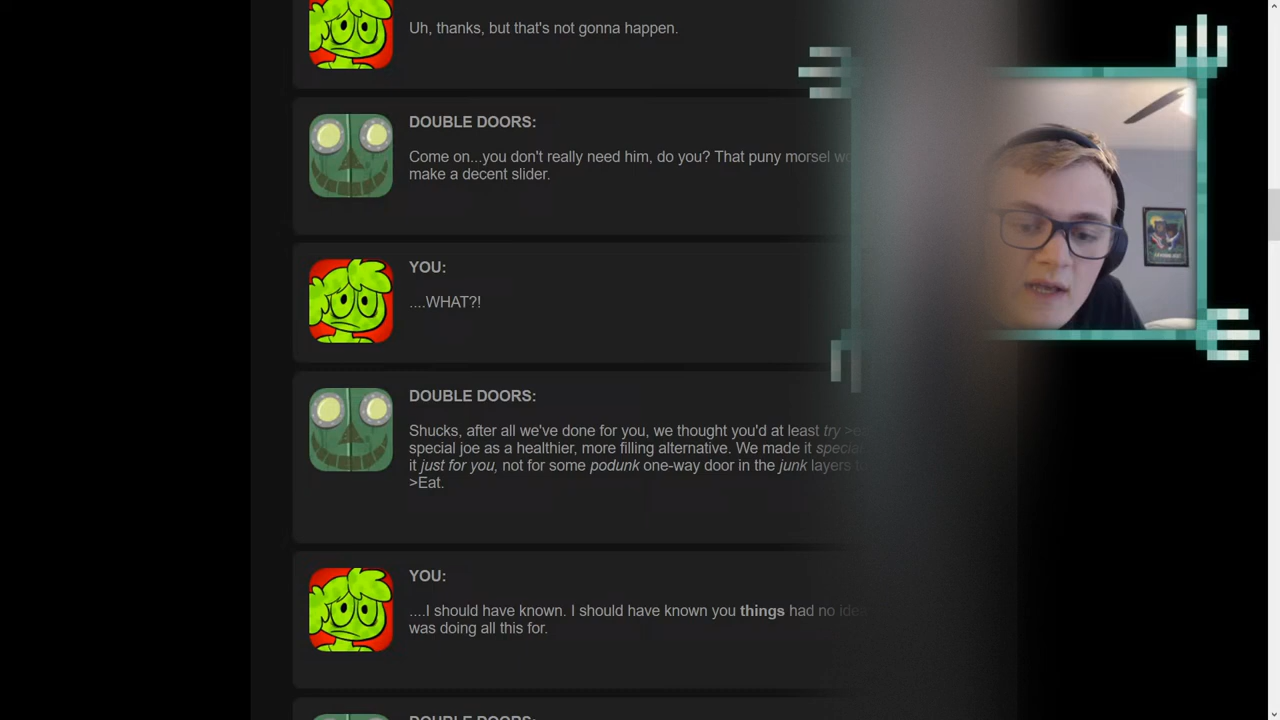 Uh, thanks, but that's not gonna happen.
DOUBLE DOORS:
Come on...you don't really need him, do you? That puny morsel
make a decent slider.
YOU:
....WHAT?!
DOUBLE DOORS:
Shucks, after all we've done for you, we thought you'd at least try
special joe as a healthier, more filling alternative. We made it
it just for you, not for some podunk one-way door in the junk layers
>Eat.
YOU:
....I should have known. I should have known you things had no idea
was doing all this for.
DOUBLE DOORS: